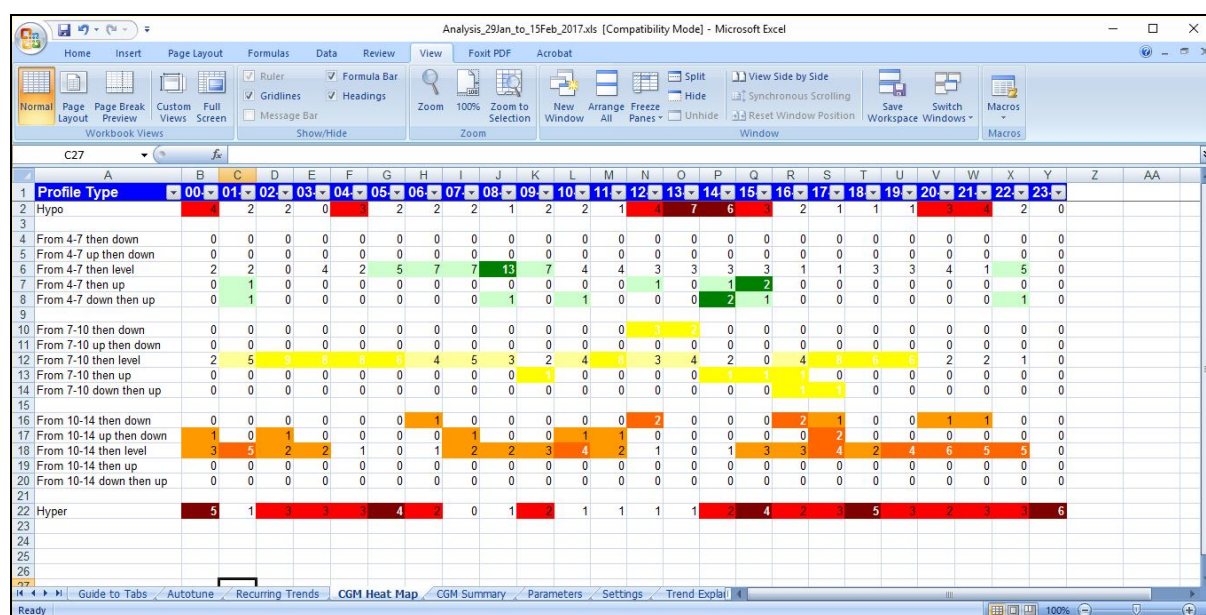 Analysis_29Jan_to_15Feb_2017.xls [Compatibility Mode] - Microsoft Excel
Home Insert Page Layout Formulas Data Review View Foxit PDF Acrobat
Normal Page Layout Page Break Preview Custom Views Full Screen
Ruler Formula Bar
Gridlines Headings
Message Bar
Zoom 100% Zoom to Selection
New Window Arrange All Freeze Panes
Split
Hide
Unhide
View Side by Side
Synchronous Scrolling
Reset Window Position
Save Workspace Switch Windows Macros
Workbook Views Show/Hide Zoom Window Macros
C27 fx
A B C D E F G H I J K L M N O P Q R S T U V W X Y Z AA
1 Profile Type 00- 01- 02- 03- 04- 05- 06- 07- 08- 09- 10- 11- 12- 13- 14- 15- 16- 17- 18- 19- 20- 21- 22- 23-
2 Hypo 4 2 2 0 3 2 2 2 1 2 2 1 4 7 6 3 2 1 1 1 3 4 2 0
3
4 From 4-7 then down 0 0 0 0 0 0 0 0 0 0 0 0 0 0 0 0 0 0 0 0 0 0 0 0
5 From 4-7 up then down 0 0 0 0 0 0 0 0 0 0 0 0 0 0 0 0 0 0 0 0 0 0 0 0
6 From 4-7 then level 2 2 0 4 2 5 7 7 13 7 4 4 3 3 3 3 1 1 3 3 4 1 5 0
7 From 4-7 then up 0 1 0 0 0 0 0 0 0 0 0 0 1 0 1 2 0 0 0 0 0 0 0 0
8 From 4-7 down then up 0 1 0 0 0 0 0 0 1 0 1 0 0 0 2 1 0 0 0 0 0 0 1 0
9
10 From 7-10 then down 0 0 0 0 0 0 0 0 0 0 0 0 3 2 0 0 0 0 0 0 0 0 0 0
11 From 7-10 up then down 0 0 0 0 0 0 0 0 0 0 0 0 0 0 0 0 0 0 0 0 0 0 0 0
12 From 7-10 then level 2 5 9 8 8 6 4 5 3 2 4 8 3 4 2 0 4 6 6 2 2 1 0
13 From 7-10 then up 0 0 0 0 0 0 0 0 0 1 0 0 0 0 1 1 1 0 0 0 0 0 0 0
14 From 7-10 down then up 0 0 0 0 0 0 0 0 0 0 0 0 0 0 0 0 1 1 0 0 0 0 0 0
15
16 From 10-14 then down 0 0 0 0 0 0 1 0 0 0 0 0 2 0 0 0 2 1 0 0 1 1 0 0
17 From 10-14 up then down 1 0 1 0 0 0 0 1 0 0 1 1 0 0 0 0 0 2 0 0 0 0 0 0
18 From 10-14 then level 3 5 2 2 1 0 1 2 2 3 4 2 1 0 1 3 3 4 2 4 6 5 5 0
19 From 10-14 then up 0 0 0 0 0 0 0 0 0 0 0 0 0 0 0 0 0 0 0 0 0 0 0 0
20 From 10-14 down then up 0 0 0 0 0 0 0 0 0 0 0 0 0 0 0 0 0 0 0 0 0 0 0 0
21
22 Hyper 5 1 3 3 3 4 2 0 1 2 1 1 1 1 2 4 2 3 5 3 2 3 3 6
23
24
25
26
27
Guide to Tabs Autotune Recurring Trends CGM Heat Map CGM Summary Parameters Settings Trend Explai
Ready 100%